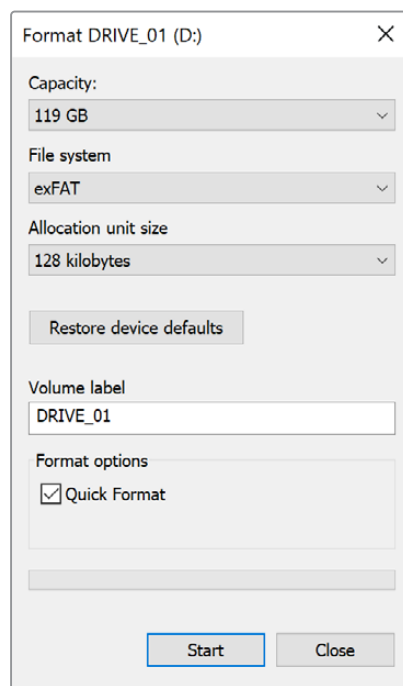 Format DRIVE_01 (D:)
Capacity:
119 GB
File system
exFAT
Allocation unit size
128 kilobytes
Restore device defaults
Volume label
DRIVE_01
Format options
Quick Format
Start Close